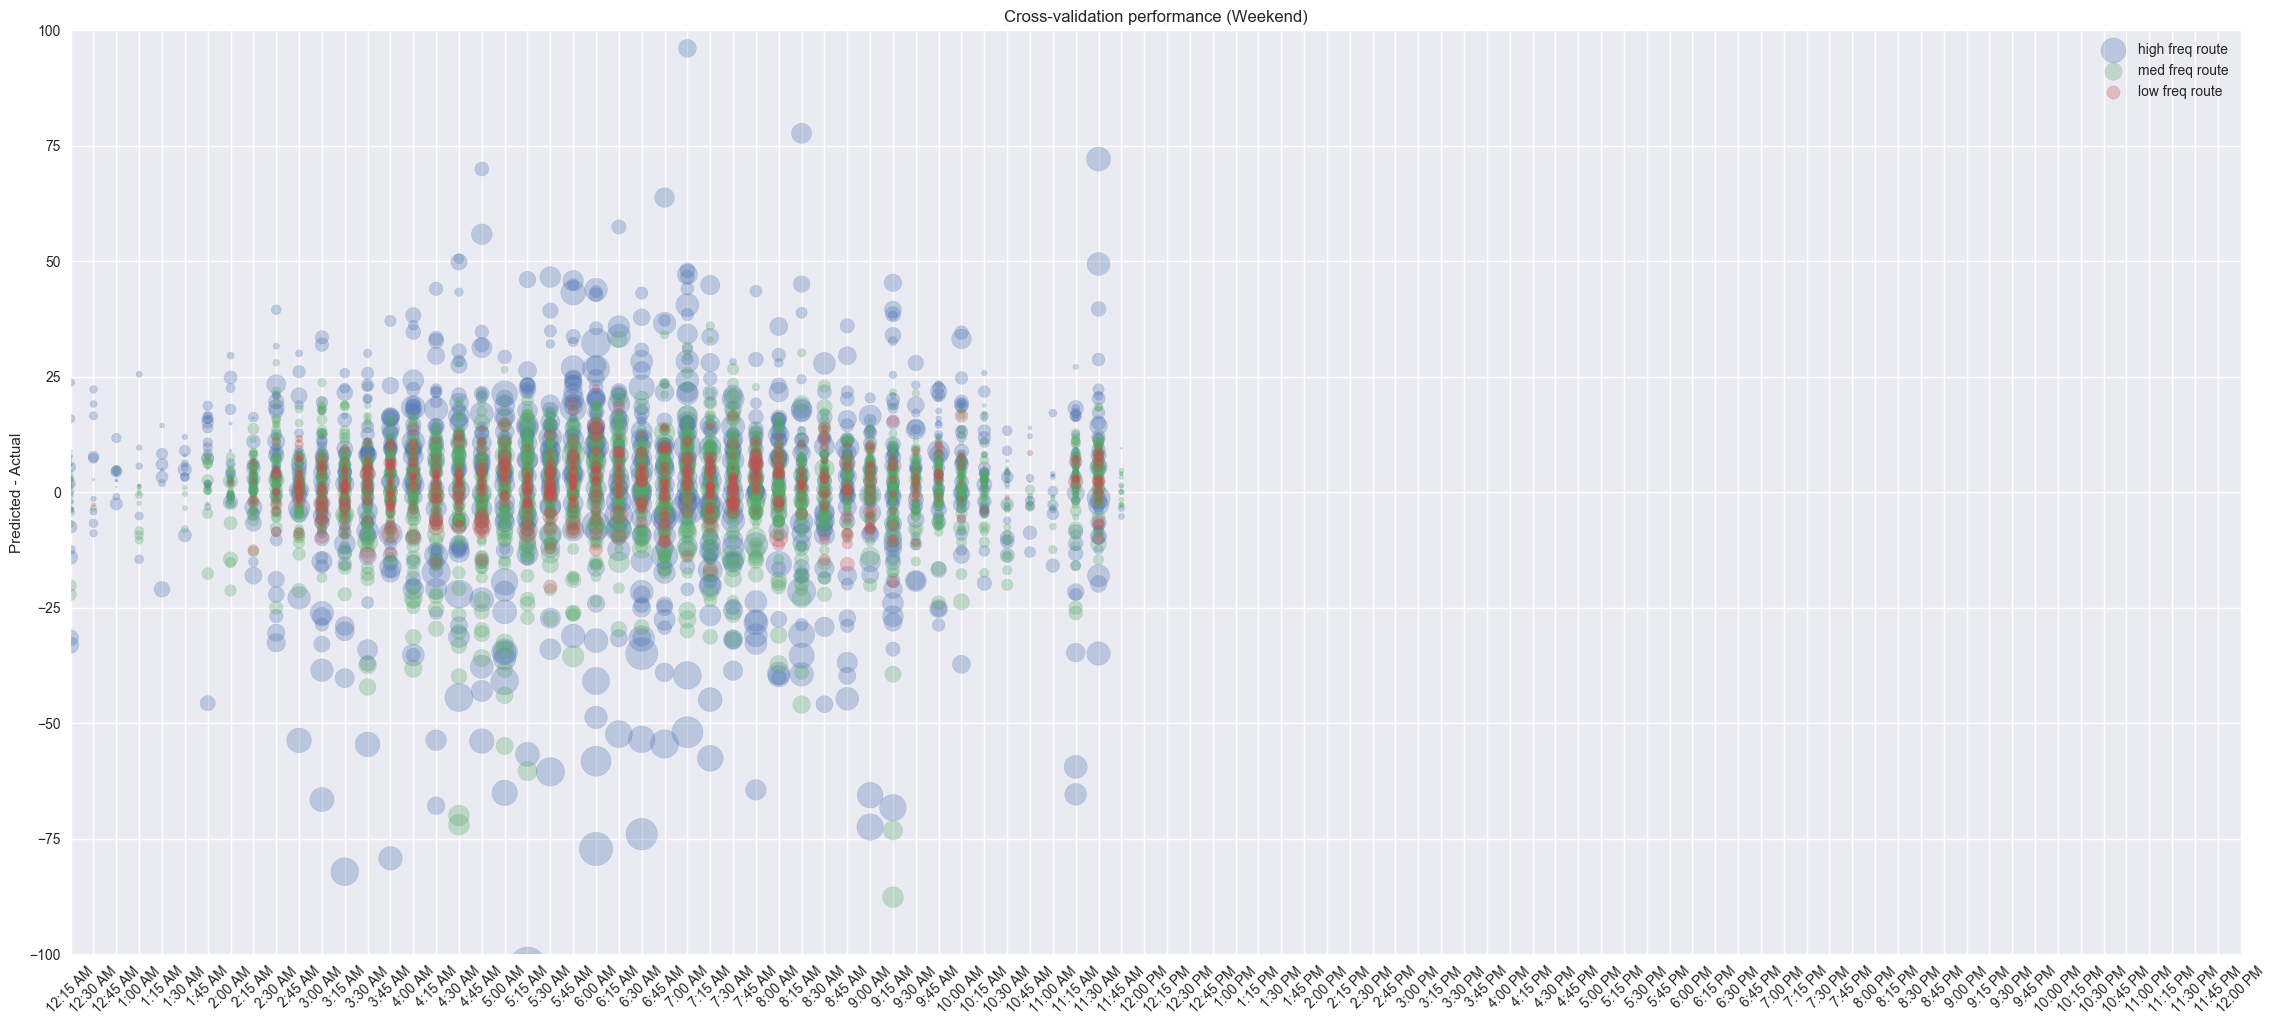 Cross-validation performance (Weekend)
high freq route
med freq route
low freq route
Predicted - Actual
100
75
50
25
0
−25
−50
−75
−100
12:15 AM
12:30 AM
12:45 AM
1:00 AM
1:15 AM
1:30 AM
1:45 AM
2:00 AM
2:15 AM
2:30 AM
2:45 AM
3:00 AM
3:15 AM
3:30 AM
3:45 AM
4:00 AM
4:15 AM
4:30 AM
4:45 AM
5:00 AM
5:15 AM
5:30 AM
5:45 AM
6:00 AM
6:15 AM
6:30 AM
6:45 AM
7:00 AM
7:15 AM
7:30 AM
7:45 AM
8:00 AM
8:15 AM
8:30 AM
8:45 AM
9:00 AM
9:15 AM
9:30 AM
9:45 AM
10:00 AM
10:15 AM
10:30 AM
10:45 AM
11:00 AM
11:15 AM
11:30 AM
11:45 AM
12:00 PM
12:15 PM
12:30 PM
12:45 PM
1:00 PM
1:15 PM
1:30 PM
1:45 PM
2:00 PM
2:15 PM
2:30 PM
2:45 PM
3:00 PM
3:15 PM
3:30 PM
3:45 PM
4:00 PM
4:15 PM
4:30 PM
4:45 PM
5:00 PM
5:15 PM
5:30 PM
5:45 PM
6:00 PM
6:15 PM
6:30 PM
6:45 PM
7:00 PM
7:15 PM
7:30 PM
7:45 PM
8:00 PM
8:15 PM
8:30 PM
8:45 PM
9:00 PM
9:15 PM
9:30 PM
9:45 PM
10:00 PM
10:15 PM
10:30 PM
10:45 PM
11:00 PM
11:15 PM
11:30 PM
11:45 PM
12:00 PM